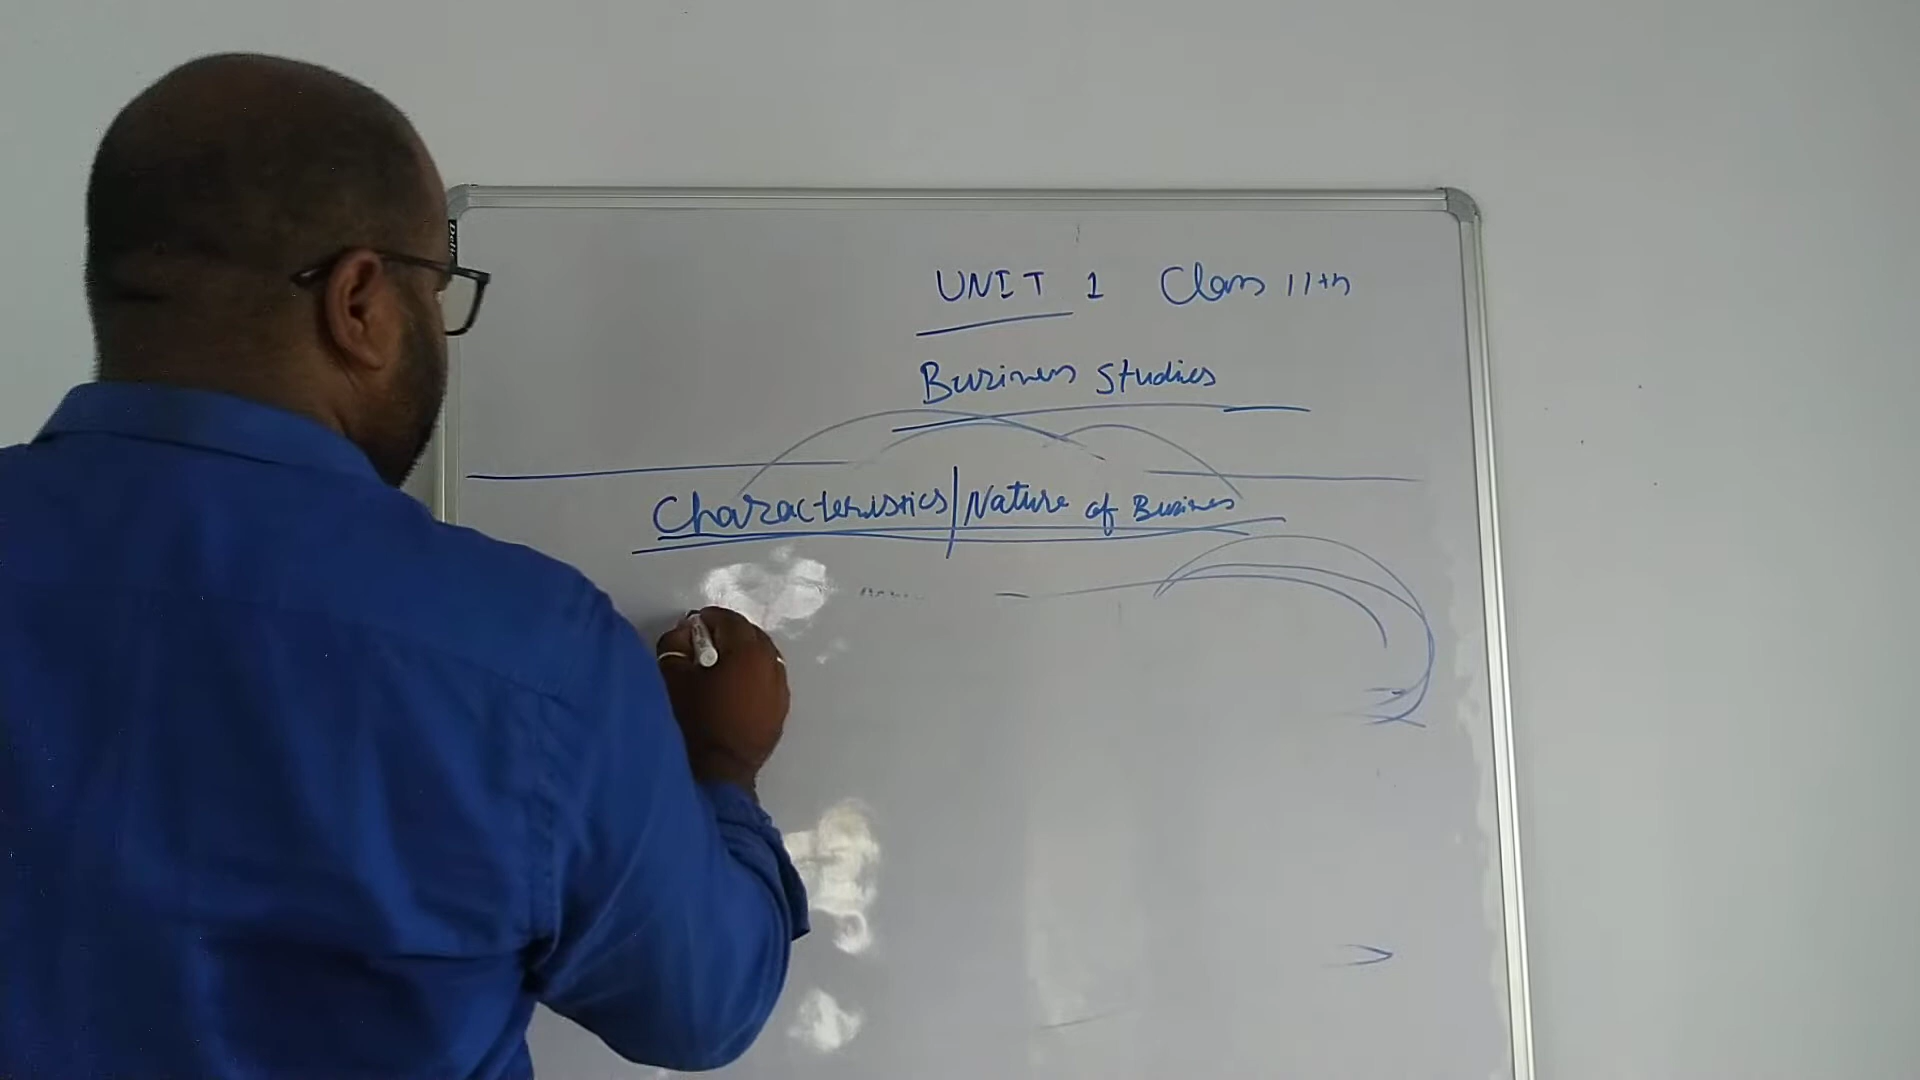 UNIT 1 Class 11th
Business Studies
Characteristics | Nature of Business